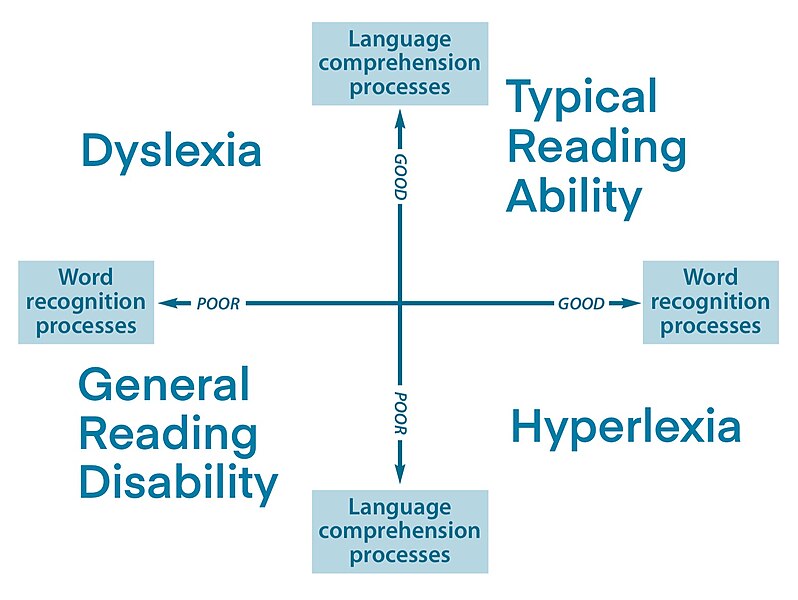 Language
comprehension
processes
Typical
Reading
Ability
Dyslexia
GOOD
Word
recognition
processes
POOR
GOOD
Word
recognition
processes
General
Reading
Disability
POOR
Hyperlexia
Language
comprehension
processes